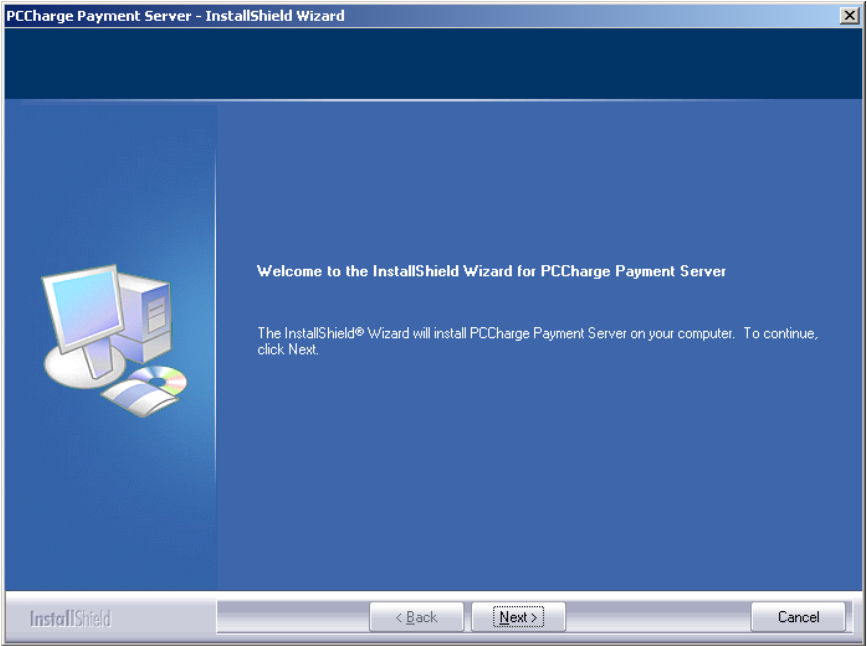 PCCharge Payment Server - InstallShield Wizard
Welcome to the InstallShield Wizard for PCCharge Payment Server
The InstallShield® Wizard will install PCCharge Payment Server on your computer. To continue,
click Next.
InstallShield
< Back
Next >
Cancel